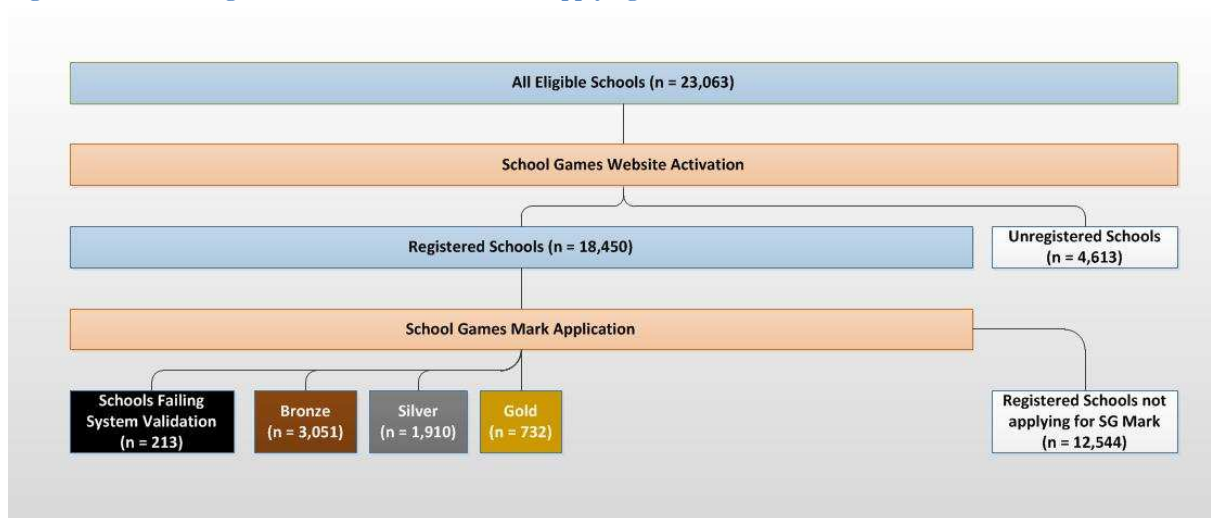 All Eligible Schools (n = 23,063)
School Games Website Activation
Registered Schools (n = 18,450)
Unregistered Schools
(n = 4,613)
School Games Mark Application
Schools Failing
System Validation
(n = 213)
Bronze
(n = 3,051)
Silver
(n = 1,910)
Gold
(n = 732)
Registered Schools not
applying for SG Mark
(n = 12,544)